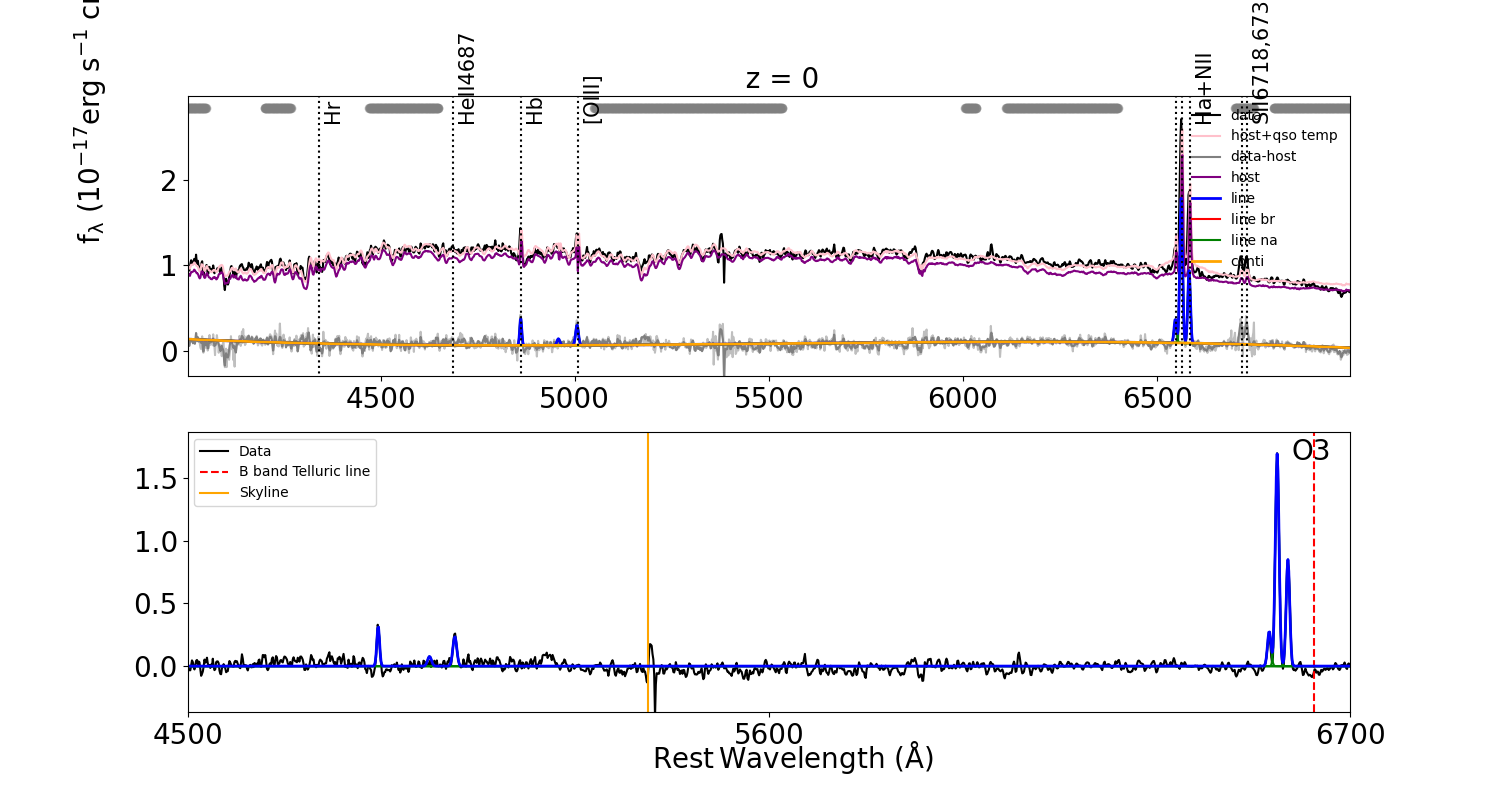 z = 0
f_λ (10^−17 erg s^−1
Hr
HeII4687
Hb
[OIII]
Ha+NII
SII6718,673
data
host+qso temp
data-host
host
line
line br
line na
conti
2
1
0
4500
5000
5500
6000
6500
Data
B band Telluric line
Skyline
O3
1.5
1.0
0.5
0.0
4500
5600
6700
Rest Wavelength (Å)